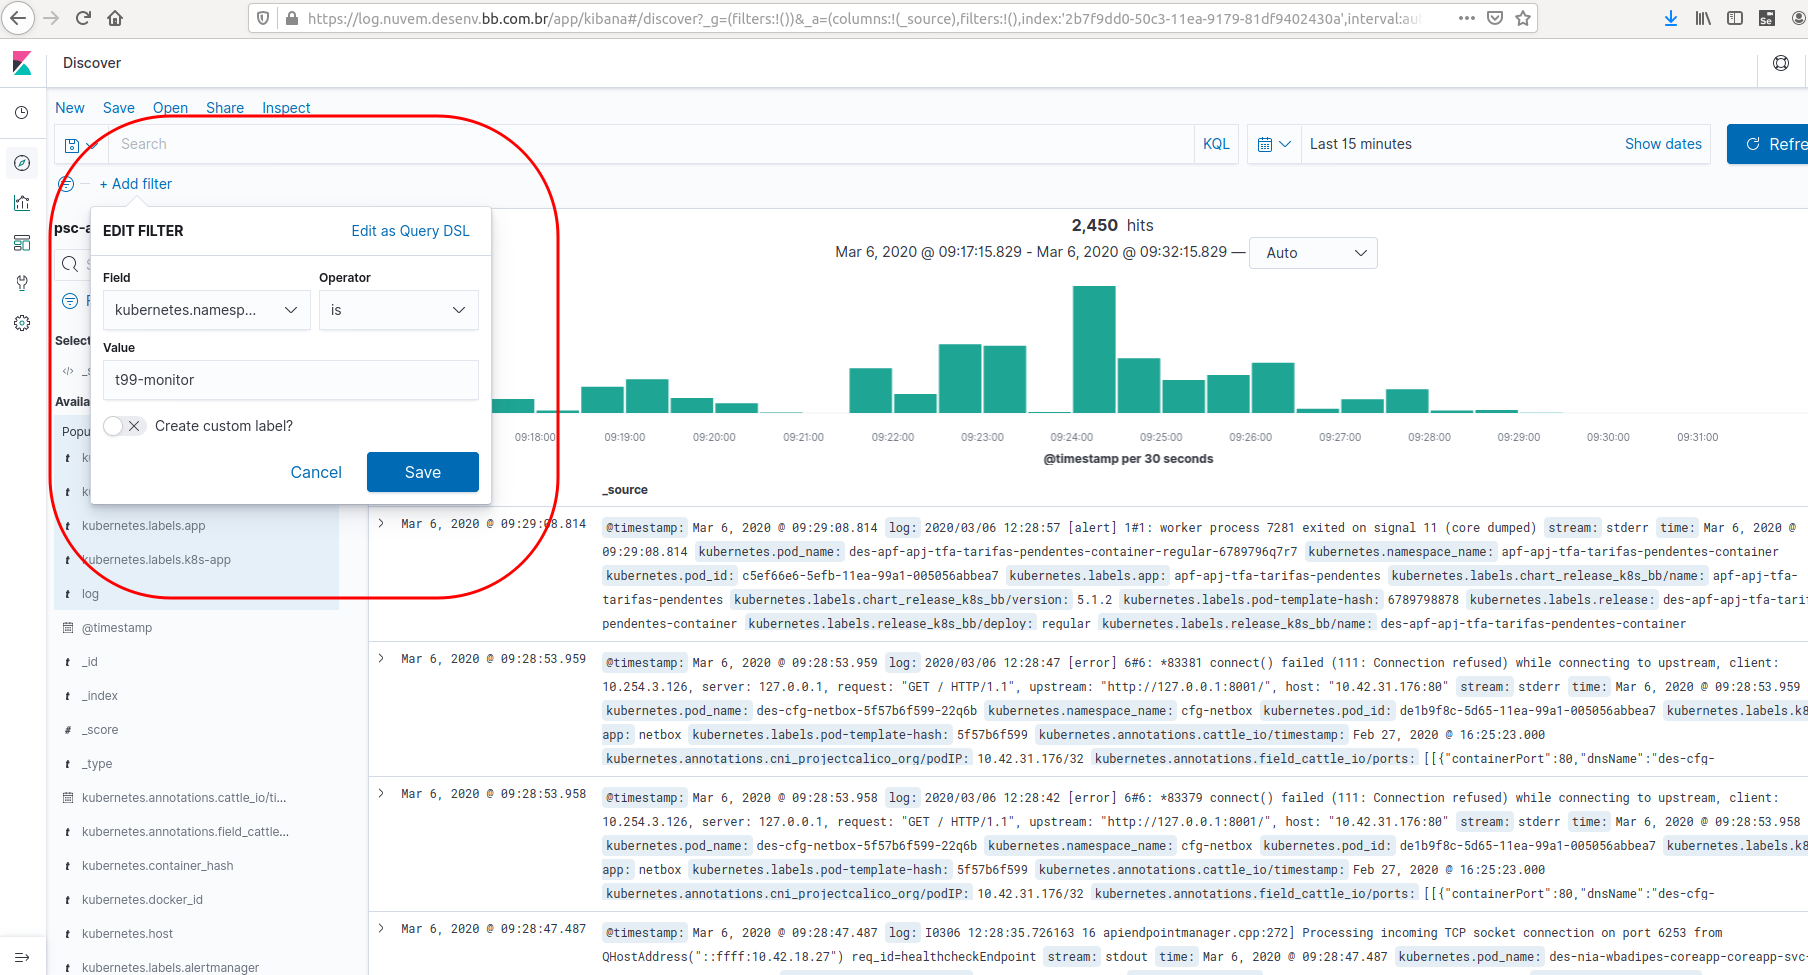 https://log.nuvem.desenv.bb.com.br/app/kibana#/discover?_g=(filters:!())&_a=(columns:!(_source),filters:!(),index:'2b7f9dd0-50c3-11ea-9179-81df9402430a',interval:au
Discover
New Save Open Share Inspect
Search KQL Last 15 minutes Show dates Refre
+ Add filter
psc-a
EDIT FILTER Edit as Query DSL
Field Operator
kubernetes.namesp... is
Value
t99-monitor
Create custom label?
Cancel Save
Select
Availa
Popu
kubernetes.labels.app
kubernetes.labels.k8s-app
log
@timestamp
_id
_index
_score
_type
kubernetes.annotations.cattle_io/ti...
kubernetes.annotations.field_cattle...
kubernetes.container_hash
kubernetes.docker_id
kubernetes.host
kubernetes.labels.alertmanager
2,450 hits
Mar 6, 2020 @ 09:17:15.829 - Mar 6, 2020 @ 09:32:15.829 — Auto
09:18:00 09:19:00 09:20:00 09:21:00 09:22:00 09:23:00 09:24:00 09:25:00 09:26:00 09:27:00 09:28:00 09:29:00 09:30:00 09:31:00
@timestamp per 30 seconds
_source
Mar 6, 2020 @ 09:29:08.814 @timestamp: Mar 6, 2020 @ 09:29:08.814 log: 2020/03/06 12:28:57 [alert] 1#1: worker process 7281 exited on signal 11 (core dumped) stream: stderr time: Mar 6, 2020 @
09:29:08.814 kubernetes.pod_name: des-apf-apj-tfa-tarifas-pendentes-container-regular-6789796q7r7 kubernetes.namespace_name: apf-apj-tfa-tarifas-pendentes-container
kubernetes.pod_id: c5ef66e6-5efb-11ea-99a1-005056abbea7 kubernetes.labels.app: apf-apj-tfa-tarifas-pendentes kubernetes.labels.chart_release_k8s_bb/name: apf-apj-tfa-
tarifas-pendentes kubernetes.labels.chart_release_k8s_bb/version: 5.1.2 kubernetes.labels.pod-template-hash: 6789798878 kubernetes.labels.release: des-apf-apj-tfa-tarif
pendentes-container kubernetes.labels.release_k8s_bb/deploy: regular kubernetes.labels.release_k8s_bb/name: des-apf-apj-tfa-tarifas-pendentes-container
Mar 6, 2020 @ 09:28:53.959 @timestamp: Mar 6, 2020 @ 09:28:53.959 log: 2020/03/06 12:28:47 [error] 6#6: *83381 connect() failed (111: Connection refused) while connecting to upstream, client:
10.254.3.126, server: 127.0.0.1, request: "GET / HTTP/1.1", upstream: "http://127.0.0.1:8001/", host: "10.42.31.176:80" stream: stderr time: Mar 6, 2020 @ 09:28:53.959
kubernetes.pod_name: des-cfg-netbox-5f57b6f599-22q6b kubernetes.namespace_name: cfg-netbox kubernetes.pod_id: de1b9f8c-5d65-11ea-99a1-005056abbea7 kubernetes.labels.k8
app: netbox kubernetes.labels.pod-template-hash: 5f57b6f599 kubernetes.annotations.cattle_io/timestamp: Feb 27, 2020 @ 16:25:23.000
kubernetes.annotations.cni_projectcalico_org/podIP: 10.42.31.176/32 kubernetes.annotations.field_cattle_io/ports: [[{"containerPort":80,"dnsName":"des-cfg-
Mar 6, 2020 @ 09:28:53.958 @timestamp: Mar 6, 2020 @ 09:28:53.958 log: 2020/03/06 12:28:42 [error] 6#6: *83379 connect() failed (111: Connection refused) while connecting to upstream, client:
10.254.3.126, server: 127.0.0.1, request: "GET / HTTP/1.1", upstream: "http://127.0.0.1:8001/", host: "10.42.31.176:80" stream: stderr time: Mar 6, 2020 @ 09:28:53.958
kubernetes.pod_name: des-cfg-netbox-5f57b6f599-22q6b kubernetes.namespace_name: cfg-netbox kubernetes.pod_id: de1b9f8c-5d65-11ea-99a1-005056abbea7 kubernetes.labels.k8
app: netbox kubernetes.labels.pod-template-hash: 5f57b6f599 kubernetes.annotations.cattle_io/timestamp: Feb 27, 2020 @ 16:25:23.000
kubernetes.annotations.cni_projectcalico_org/podIP: 10.42.31.176/32 kubernetes.annotations.field_cattle_io/ports: [[{"containerPort":80,"dnsName":"des-cfg-
Mar 6, 2020 @ 09:28:47.487 @timestamp: Mar 6, 2020 @ 09:28:47.487 log: I0306 12:28:35.726163 16 apiendpointmanager.cpp:272] Processing incoming TCP socket connection on port 6253 from
QHostAddress("::ffff:10.42.18.27") req_id=healthcheckEndpoint stream: stdout time: Mar 6, 2020 @ 09:28:47.487 kubernetes.pod_name: des-nia-wbadipes-coreapp-coreapp-svc-